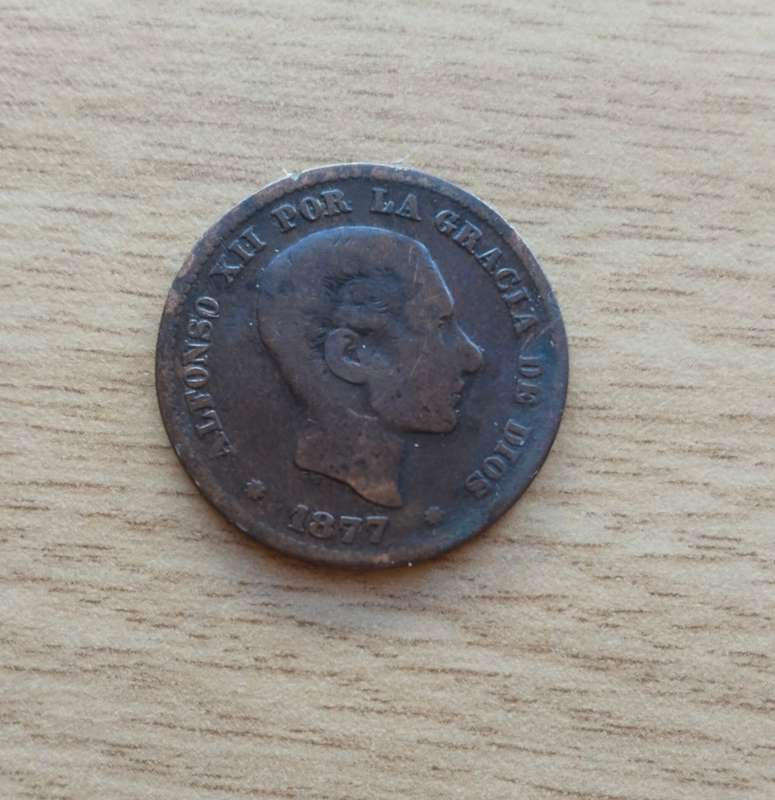 ALFONSO XII POR LA GRACIA DE DIOS
1877